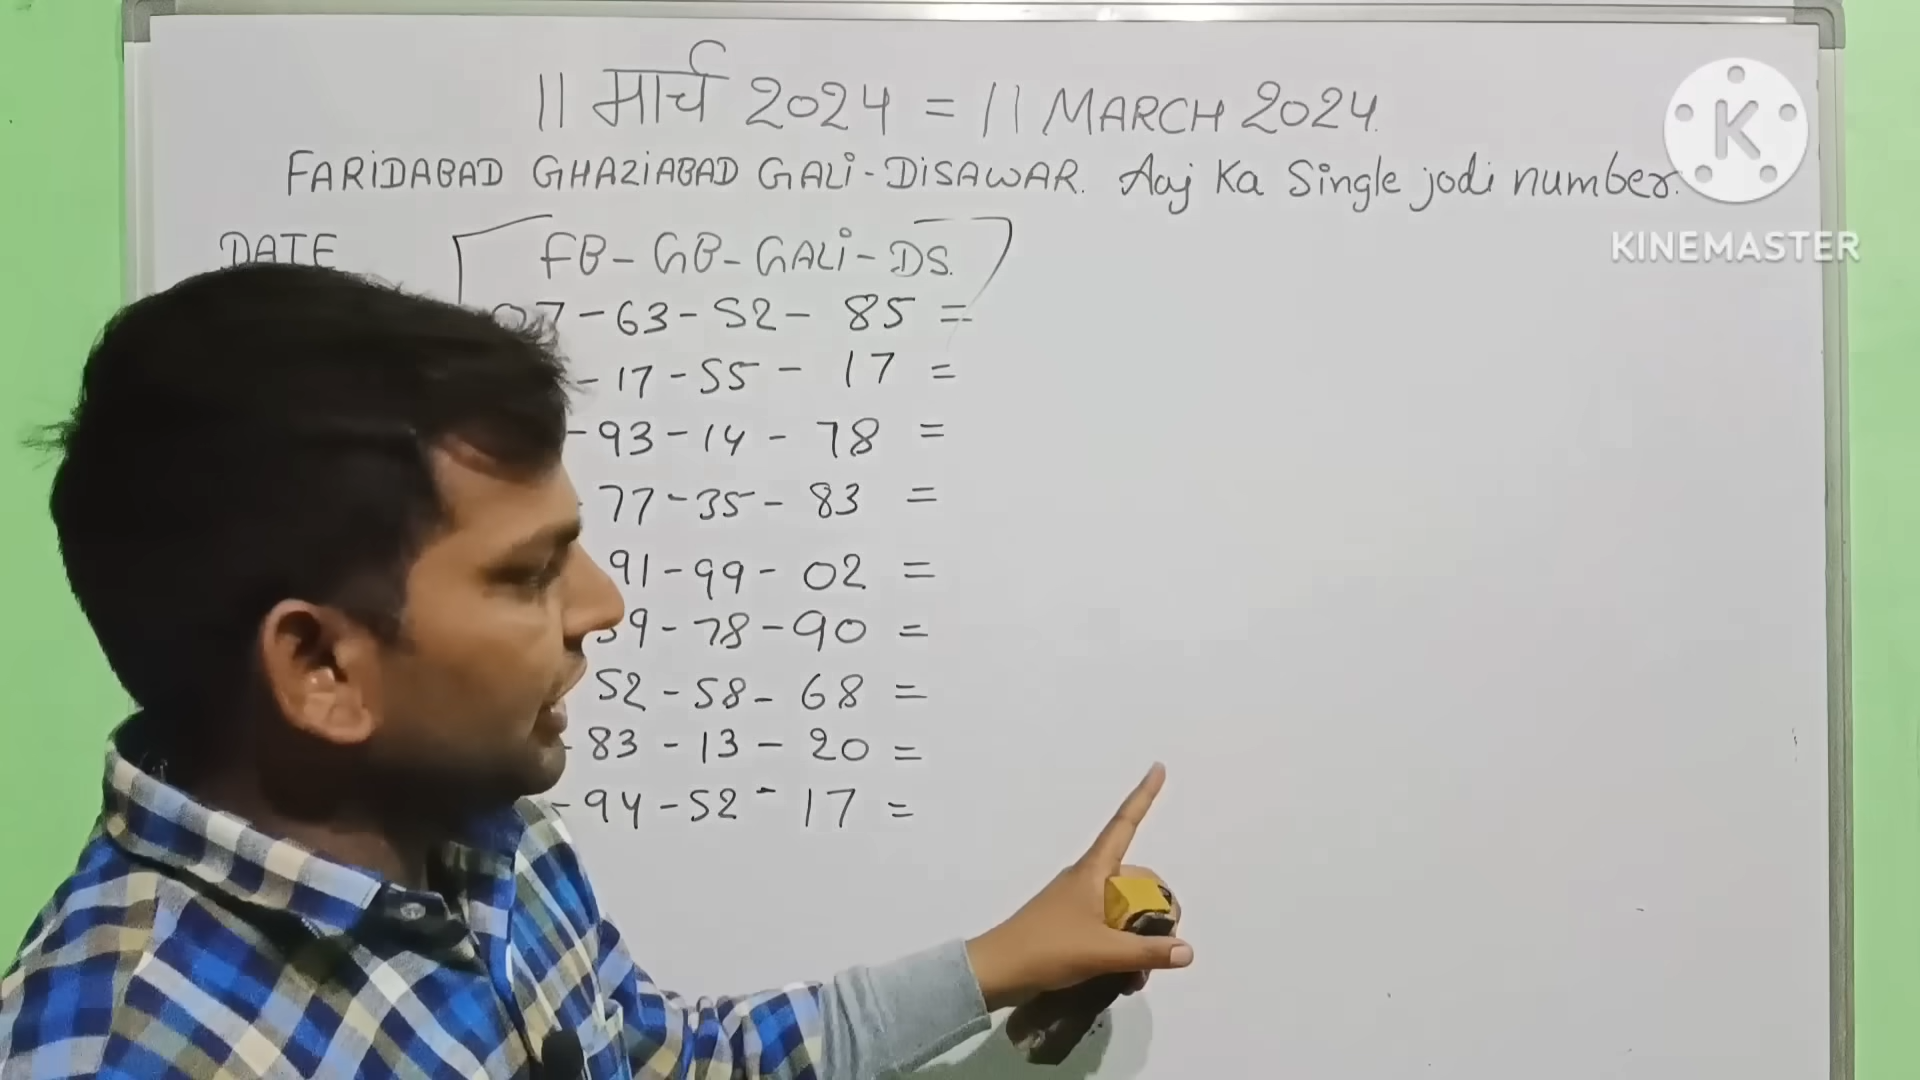 11 मार्च 2024 = 11 MARCH 2024.
FARiDABAD GHAZiABAD GALi-DiSAWAR. Aaj Ka Single jodi number.
K
KINEMASTER
DATE FB-GB-GALi-DS.
07-63-52-85 =
-17-55-17 =
-93-14-78 =
77-35-83 =
91-99-02 =
-78-90 =
52-58-68 =
-83-13-20 =
-94-52-17 =